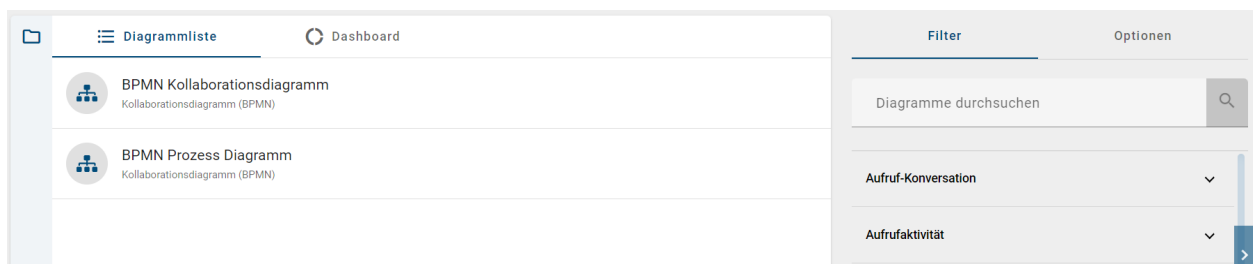 Diagrammliste
Dashboard
BPMN Kollaborationsdiagramm
Kollaborationsdiagramm (BPMN)
BPMN Prozess Diagramm
Kollaborationsdiagramm (BPMN)
Filter
Optionen
Diagramme durchsuchen
Aufruf-Konversation
Aufrufaktivität